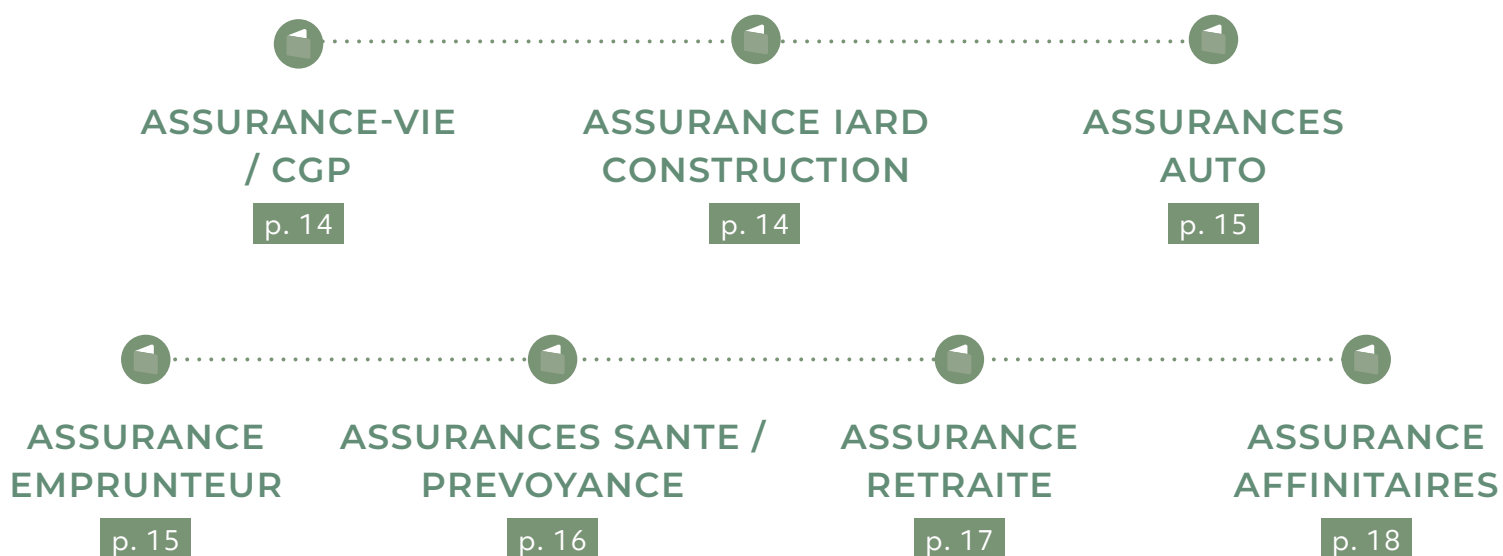 ASSURANCE-VIE
/ CGP
p. 14
ASSURANCE IARD
CONSTRUCTION
p. 14
ASSURANCES
AUTO
p. 15
ASSURANCE
EMPRUNTEUR
p. 15
ASSURANCES SANTE /
PREVOYANCE
p. 16
ASSURANCE
RETRAITE
p. 17
ASSURANCE
AFFINITAIRES
p. 18